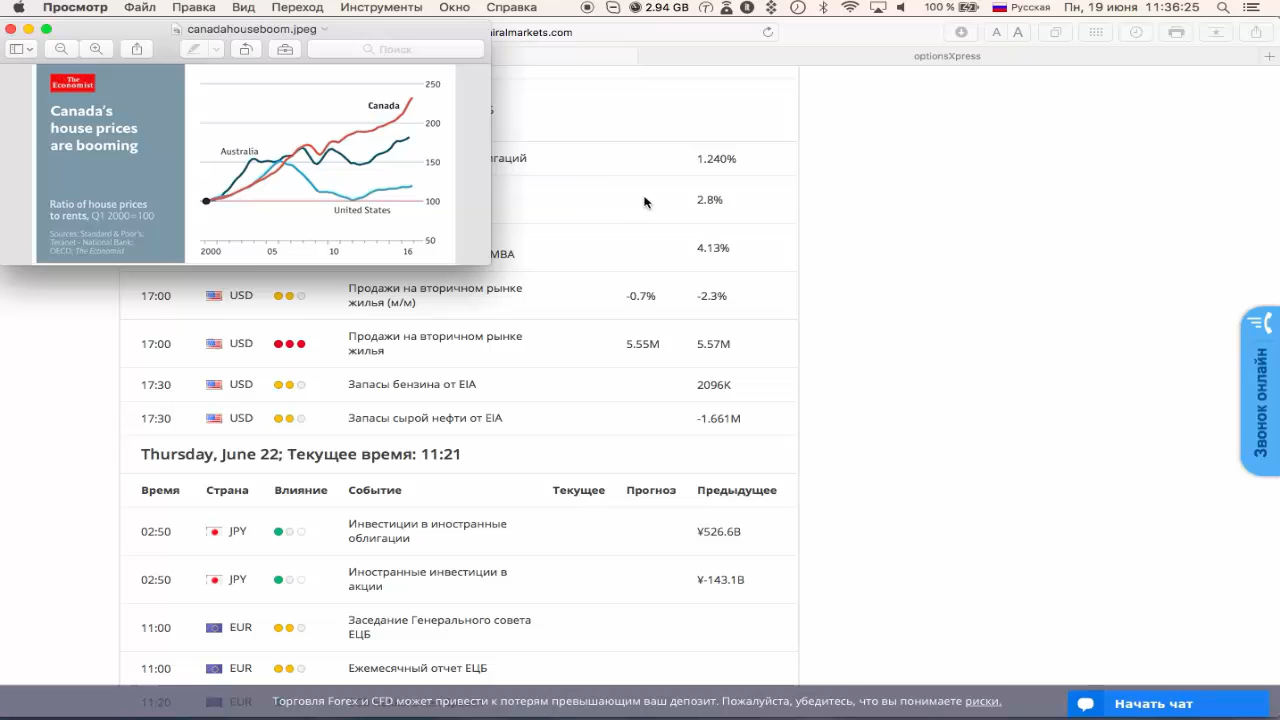 Просмотр Файл Правка Вид Переход Инструменты Окно Справка 2.94 GB 100 % Русская Пн, 19 июня 11:36:25
canadahouseboom.jpeg
Поиск
iralmarkets.com
A A
optionsXpress
The
Economist
Canada's
house prices
are booming
Ratio of house prices
to rents, Q1 2000=100
Sources: Standard & Poor's;
Teranet - National Bank;
OECD; The Economist
Canada
Australia
United States
250
200
150
100
50
2000 05 10 16
игаций 1.240%
2.8%
MBA 4.13%
17:00 USD Продажи на вторичном рынке жилья (м/м) -0.7% -2.3%
17:00 USD Продажи на вторичном рынке жилья 5.55M 5.57M
17:30 USD Запасы бензина от EIA 2096K
17:30 USD Запасы сырой нефти от EIA -1.661M
Thursday, June 22; Текущее время: 11:21
Время Страна Влияние Событие Текущее Прогноз Предыдущее
02:50 JPY Инвестиции в иностранные облигации ¥526.6B
02:50 JPY Иностранные инвестиции в акции ¥-143.1B
11:00 EUR Заседание Генерального совета ЕЦБ
11:00 EUR Ежемесячный отчет ЕЦБ
11:20 EUR
Торговля Forex и CFD может привести к потерям превышающим ваш депозит. Пожалуйста, убедитесь, что вы понимаете риски.
Звонок онлайн
Начать чат